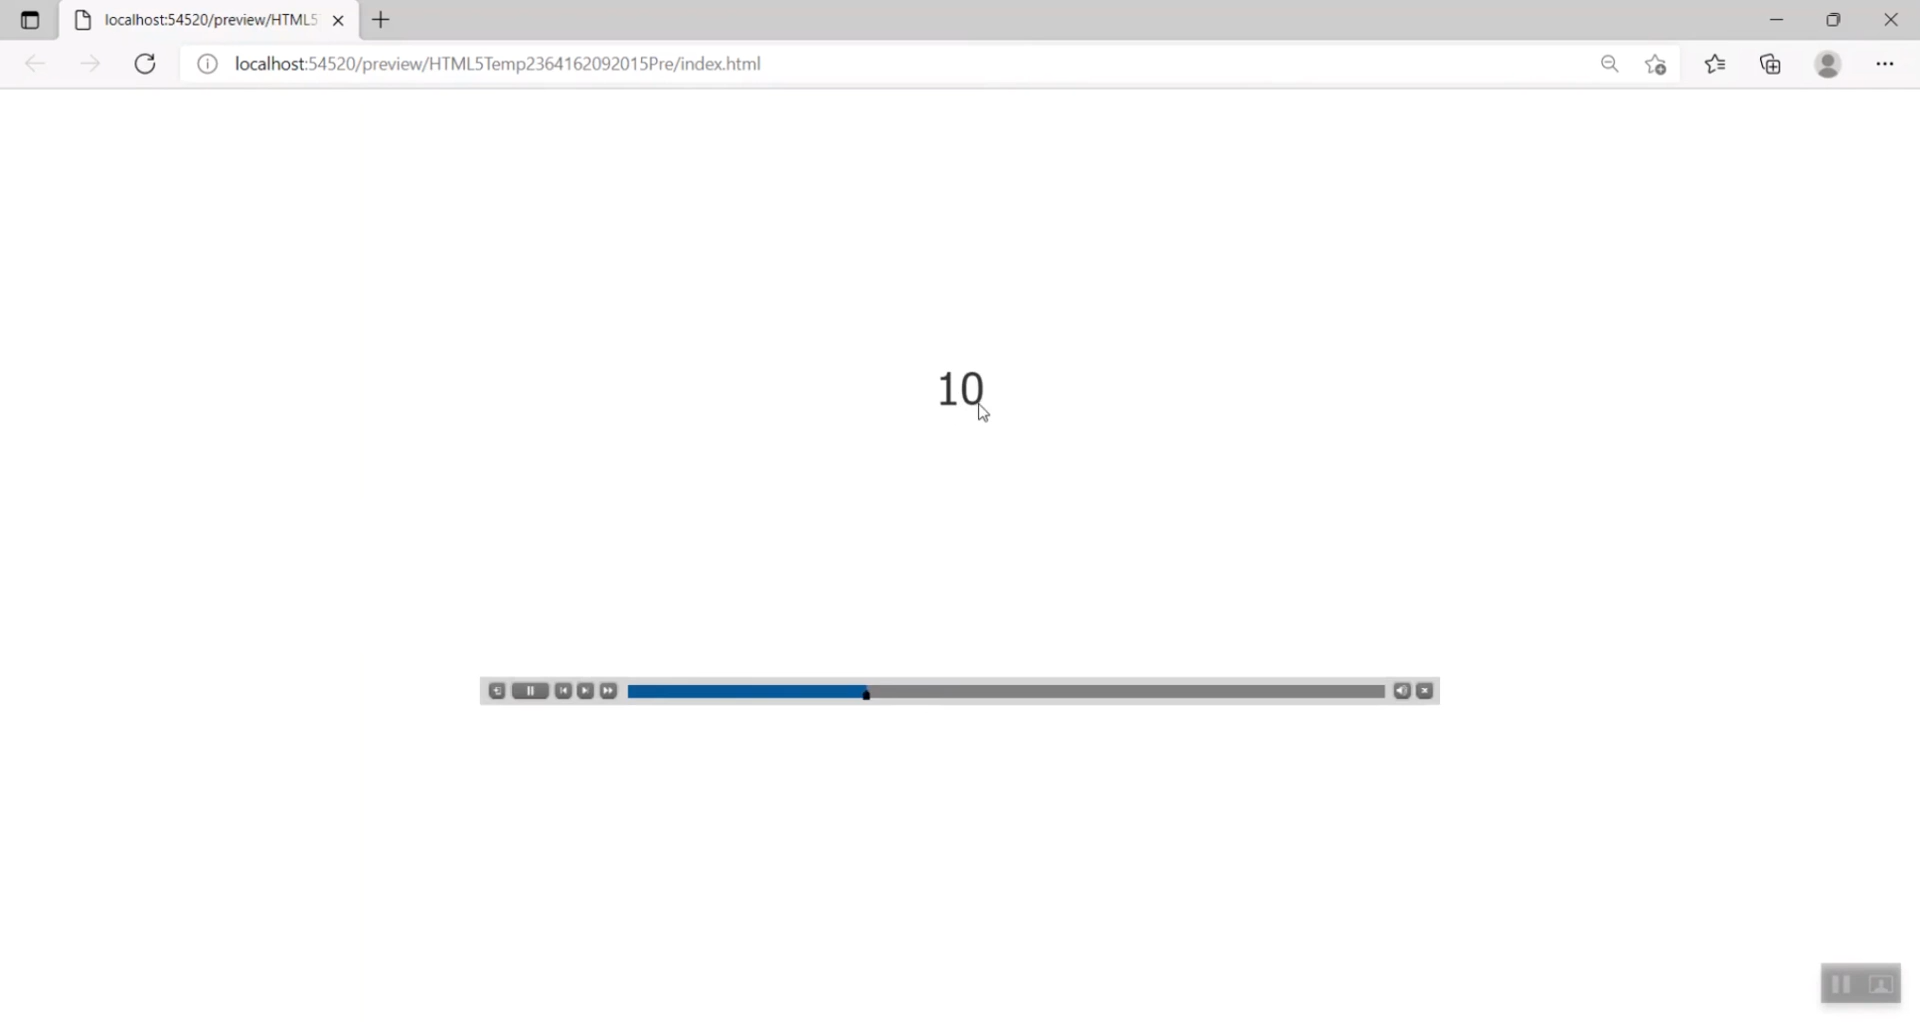 localhost:54520/preview/HTML5
localhost:54520/preview/HTML5Temp2364162092015Pre/index.html
10